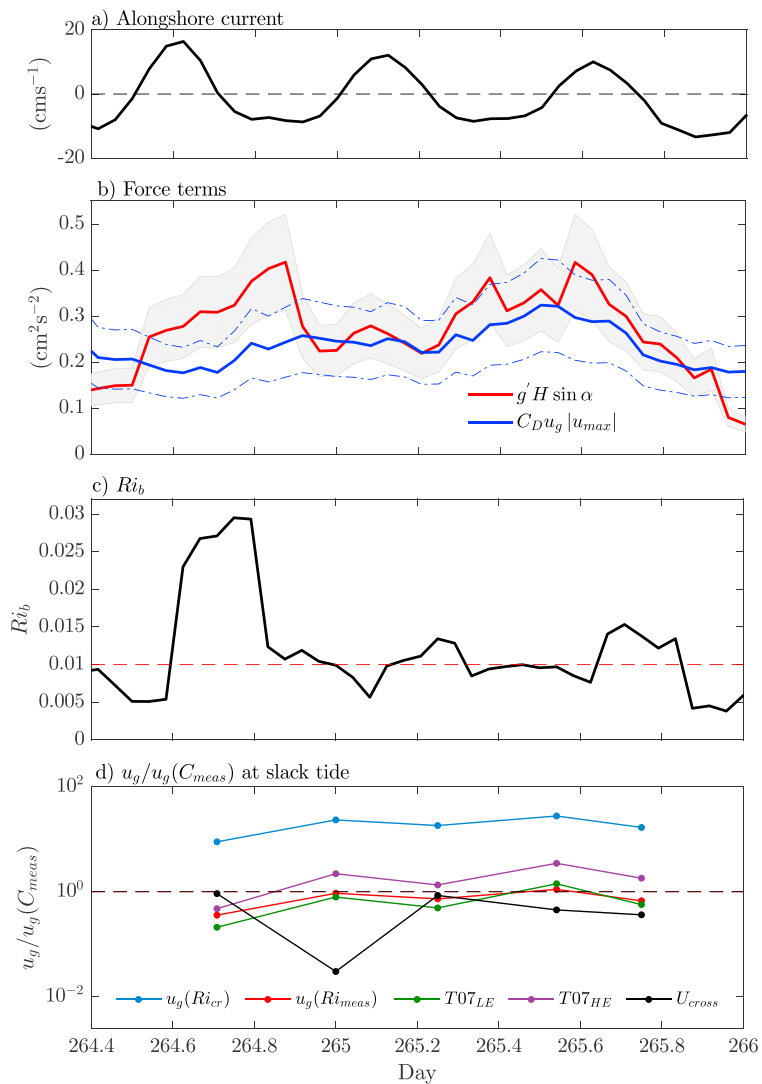 a) Alongshore current
20
0
-20
(cms⁻¹)
b) Force terms
0.5
0.4
0.3
0.2
0.1
0
(cm² s⁻²)
g′H sin α
C_D u_g |u_max|
c) Ri_b
0.03
0.025
0.02
0.015
0.01
0.005
0
Ri_b
d) u_g/u_g(C_meas) at slack tide
10²
10⁰
10⁻²
u_g/u_g(C_meas)
u_g(Ri_cr) u_g(Ri_meas) T07_LE T07_HE U_cross
264.4 264.6 264.8 265 265.2 265.4 265.6 265.8 266
Day